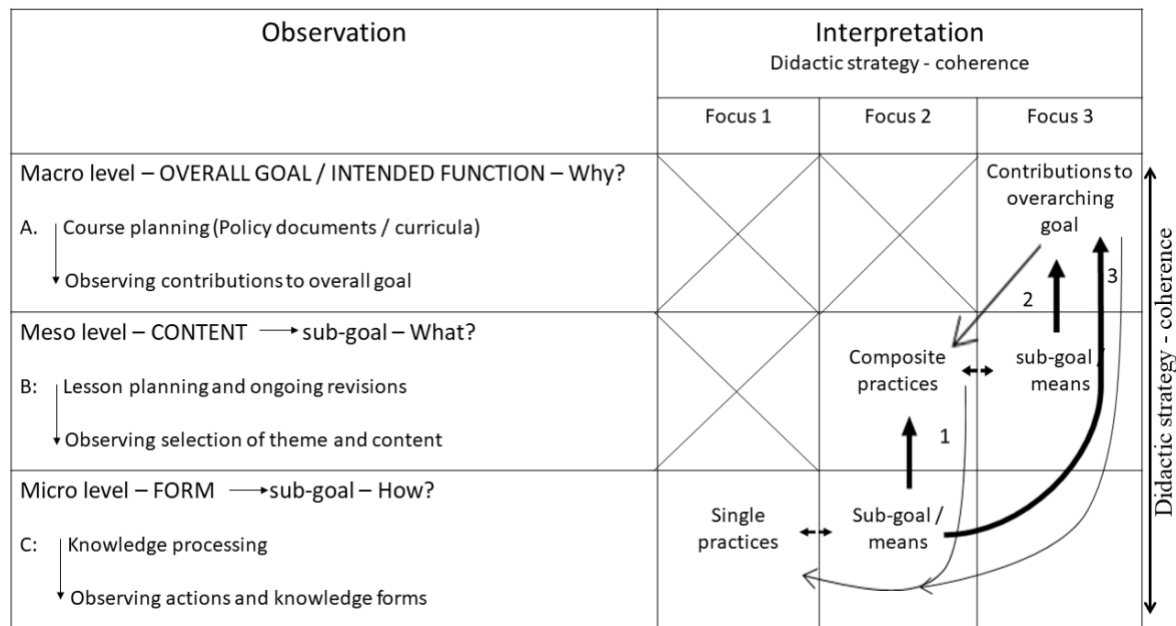 Observation
Interpretation
Didactic strategy - coherence
Focus 1
Focus 2
Focus 3
Macro level – OVERALL GOAL / INTENDED FUNCTION – Why?
A. Course planning (Policy documents / curricula)
Observing contributions to overall goal
Contributions to
overarching
goal
2
3
Meso level – CONTENT sub-goal – What?
B: Lesson planning and ongoing revisions
Observing selection of theme and content
Composite
practices
sub-goal /
means
1
Micro level – FORM sub-goal – How?
C: Knowledge processing
Observing actions and knowledge forms
Single
practices
Sub-goal /
means
Didactic strategy - coherence